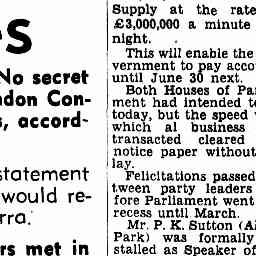 s
No secret
ndon Con-
s, accord-
statement
would re-
rra.
rs met in
Supply at the rate
£3,000,000 a minute
night.
This will enable the
vernment to pay acco
until June 30 next.
Both Houses of Par
ment had intended t
today, but the speed
which al business
transacted cleared
notice paper without
lay.
Felicitations passed
tween party leaders
fore Parliament went
recess until March.
Mr. P. K. Sutton (A
Park) was formally
stalled as Speaker of